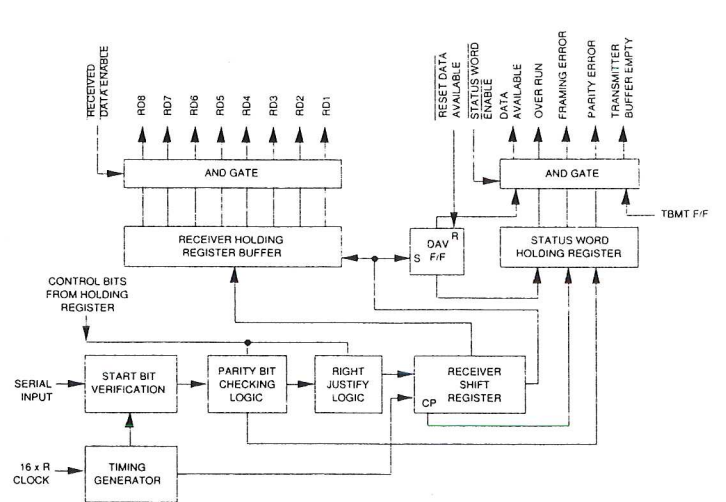 RECEIVED
DATA ENABLE
RD8
RD7
RD6
RD5
RD4
RD3
RD2
RD1
RESET DATA
AVAILABLE
STATUS WORD
ENABLE
DATA
AVAILABLE
OVER RUN
FRAMING ERROR
PARITY ERROR
TRANSMITTER
BUFFER EMPTY
AND GATE
AND GATE
TBMT F/F
RECEIVER HOLDING
REGISTER BUFFER
R
DAV
S F/F
STATUS WORD
HOLDING REGISTER
CONTROL BITS
FROM HOLDING
REGISTER
SERIAL
INPUT
START BIT
VERIFICATION
PARITY BIT
CHECKING
LOGIC
RIGHT
JUSTIFY
LOGIC
RECEIVER
SHIFT
REGISTER
CP
16 x R
CLOCK
TIMING
GENERATOR